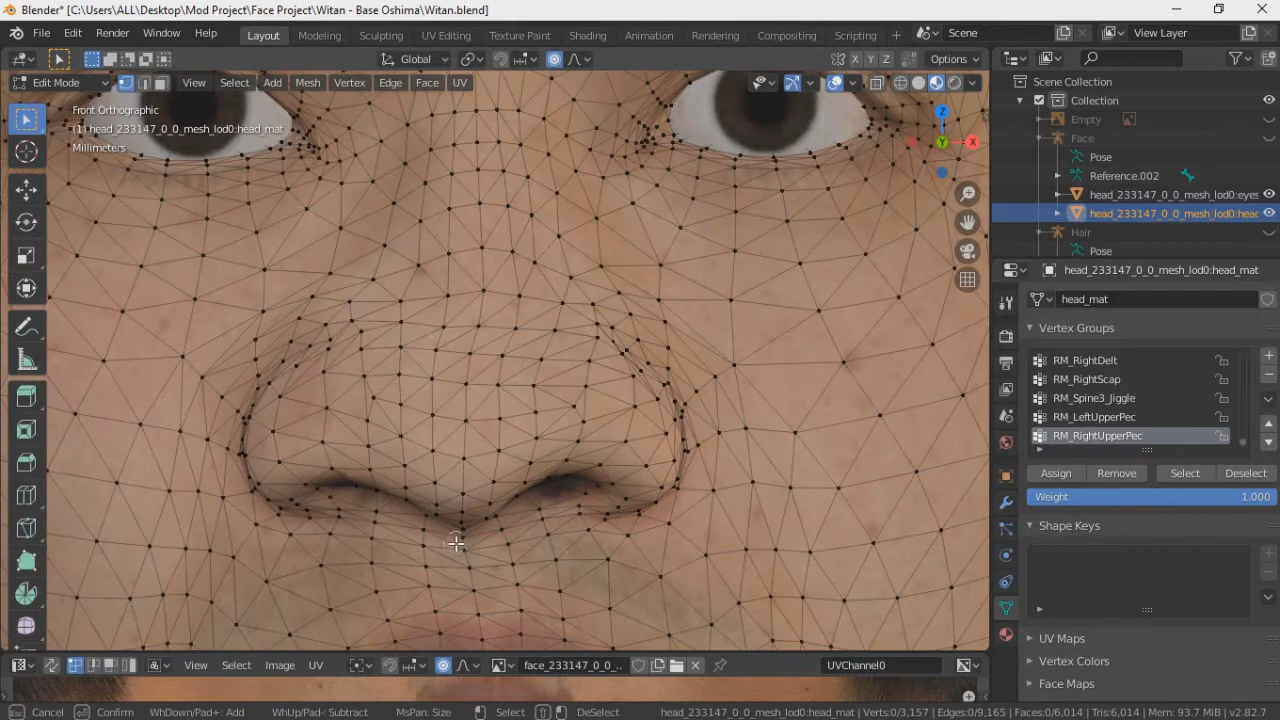 Blender* [C:\Users\ALL\Desktop\Mod Project\Face Project\Witan - Base Oshima\Witan.blend]
File Edit Render Window Help Layout Modeling Sculpting UV Editing Texture Paint Shading Animation Rendering Compositing Scripting + Scene View Layer
Global X Y Z Options
Edit Mode View Select Add Mesh Vertex Edge Face UV
Front Orthographic
(1) head_233147_0_0_mesh_lod0:head_mat
Millimeters
Z
Y
X
Scene Collection
Collection
Empty
Face
Pose
Reference.002
head_233147_0_0_mesh_lod0:eyes
head_233147_0_0_mesh_lod0:head
Hair
Pose
head_233147_0_0_mesh_lod0:head_mat
head_mat
Vertex Groups
RM_RightDelt
RM_RightScap
RM_Spine3_Jiggle
RM_LeftUpperPec
RM_RightUpperPec
Assign Remove Select Deselect
Weight 1.000
Shape Keys
UV Maps
Vertex Colors
Face Maps
View Select Image UV face_233147_0_0_... UVChannel0
Cancel Confirm WhDown/Pad+: Add WhUp/Pad-: Subtract MsPan: Size Select DeSelect head_233147_0_0_mesh_lod0:head_mat | Verts:0/3,157 | Edges:0/9,165 | Faces:0/6,014 | Tris:6,014 | Mem: 93.7 MiB | v2.82.7